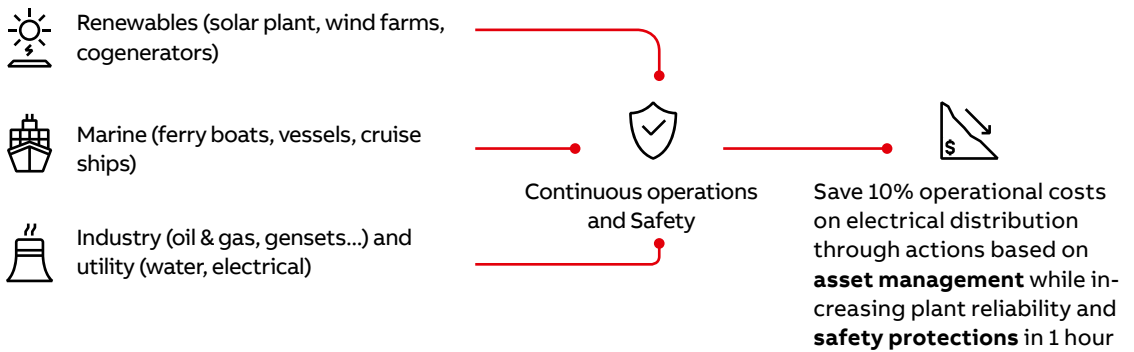 Renewables (solar plant, wind farms,
cogenerators)
Marine (ferry boats, vessels, cruise
ships)
Industry (oil & gas, gensets...) and
utility (water, electrical)
Continuous operations
and Safety
$
Save 10% operational costs
on electrical distribution
through actions based on
asset management while in-
creasing plant reliability and
safety protections in 1 hour